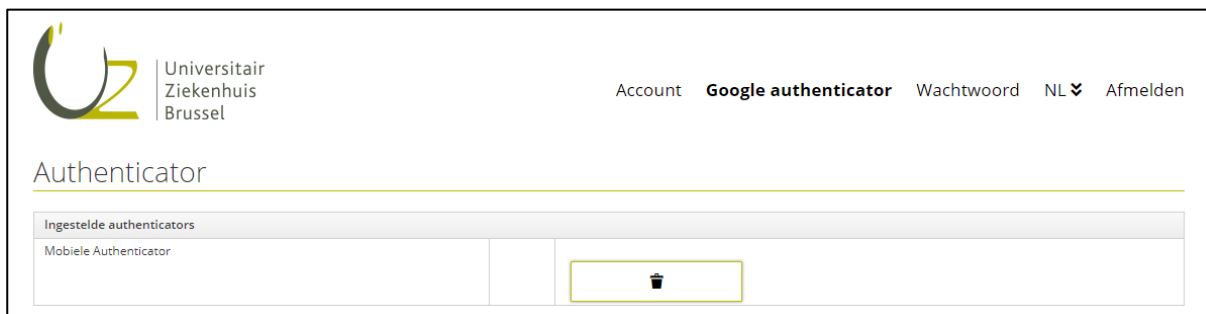 Universitair
Ziekenhuis
Brussel
Account Google authenticator Wachtwoord NL Afmelden
Authenticator
Ingestelde authenticators
Mobiele Authenticator